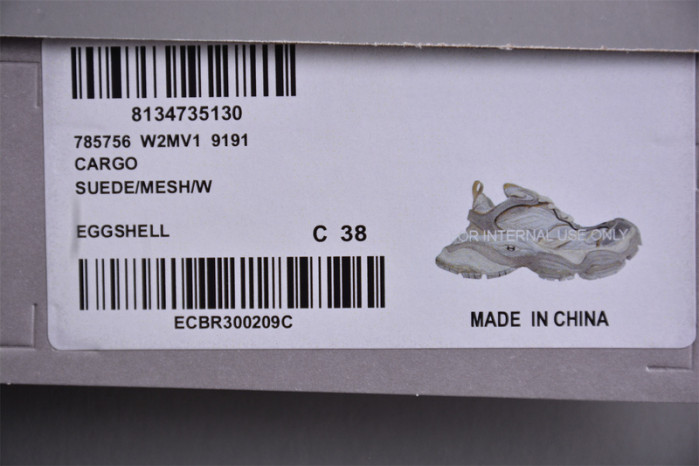 8134735130
785756 W2MV1 9191
CARGO
SUEDE/MESH/W
EGGSHELL
C 38
FOR INTERNAL USE ONLY
ECBR300209C
MADE IN CHINA